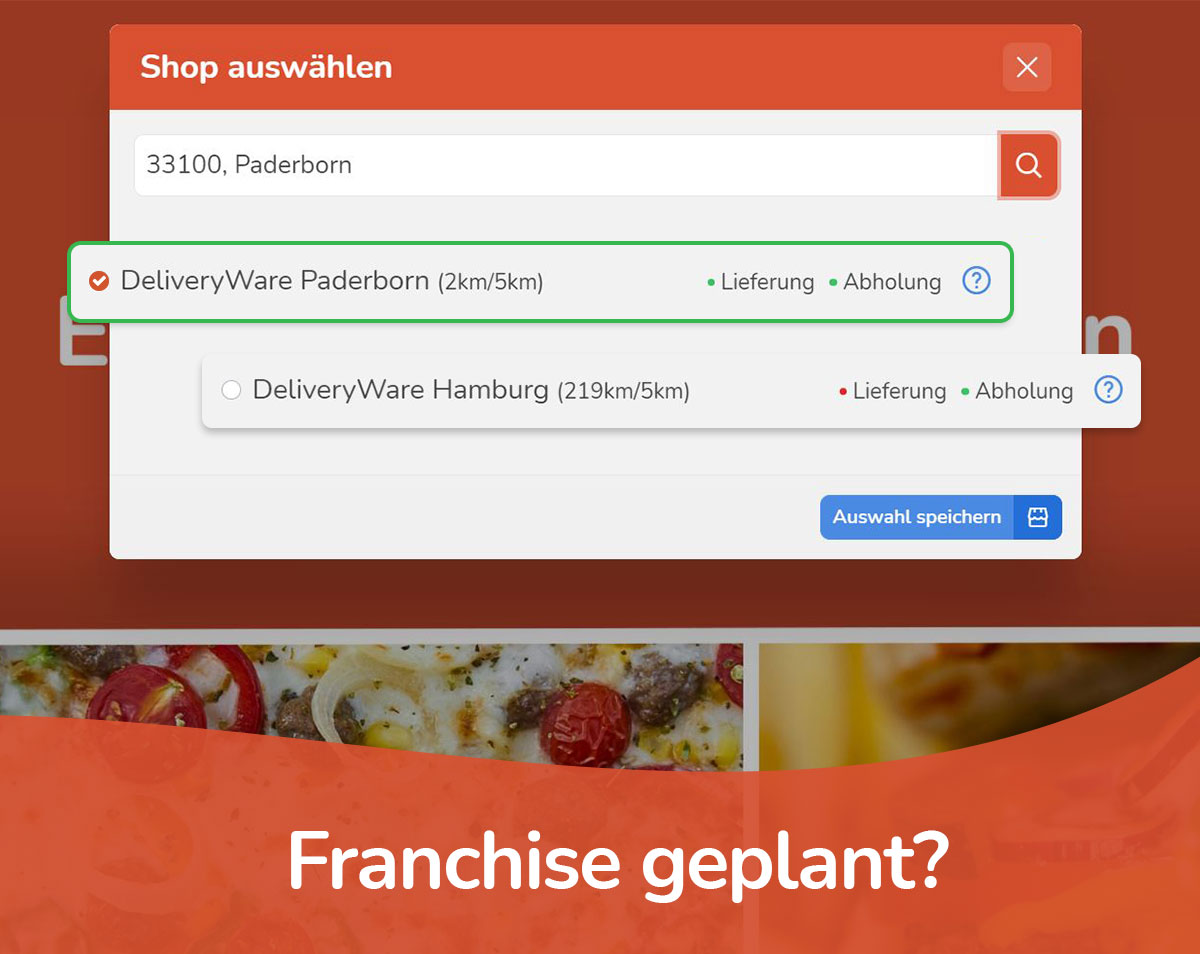 Shop auswählen
33100, Paderborn
DeliveryWare Paderborn (2km/5km) • Lieferung • Abholung ?
DeliveryWare Hamburg (219km/5km) • Lieferung • Abholung ?
Auswahl speichern
Franchise geplant?